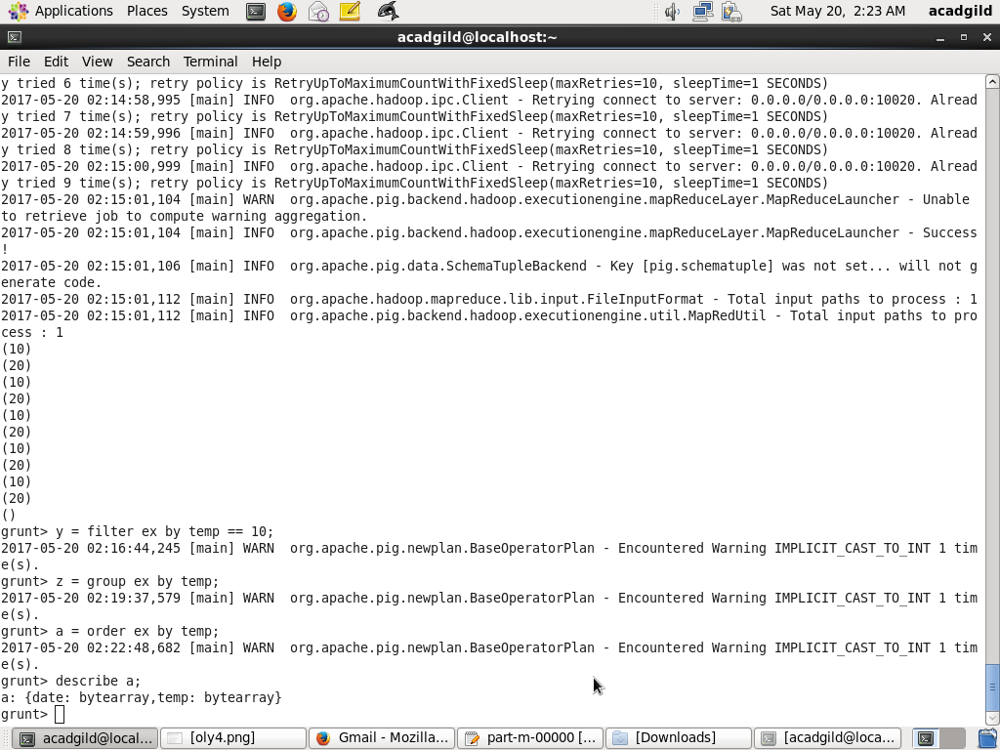 Applications Places System Sat May 20, 2:23 AM acadgild
acadgild@localhost:~
File Edit View Search Terminal Help
y tried 6 time(s); retry policy is RetryUpToMaximumCountWithFixedSleep(maxRetries=10, sleepTime=1 SECONDS)
2017-05-20 02:14:58,995 [main] INFO  org.apache.hadoop.ipc.Client - Retrying connect to server: 0.0.0.0/0.0.0.0:10020. Alread
y tried 7 time(s); retry policy is RetryUpToMaximumCountWithFixedSleep(maxRetries=10, sleepTime=1 SECONDS)
2017-05-20 02:14:59,996 [main] INFO  org.apache.hadoop.ipc.Client - Retrying connect to server: 0.0.0.0/0.0.0.0:10020. Alread
y tried 8 time(s); retry policy is RetryUpToMaximumCountWithFixedSleep(maxRetries=10, sleepTime=1 SECONDS)
2017-05-20 02:15:00,999 [main] INFO  org.apache.hadoop.ipc.Client - Retrying connect to server: 0.0.0.0/0.0.0.0:10020. Alread
y tried 9 time(s); retry policy is RetryUpToMaximumCountWithFixedSleep(maxRetries=10, sleepTime=1 SECONDS)
2017-05-20 02:15:01,104 [main] WARN  org.apache.pig.backend.hadoop.executionengine.mapReduceLayer.MapReduceLauncher - Unable
to retrieve job to compute warning aggregation.
2017-05-20 02:15:01,104 [main] INFO  org.apache.pig.backend.hadoop.executionengine.mapReduceLayer.MapReduceLauncher - Success
!
2017-05-20 02:15:01,106 [main] INFO  org.apache.pig.data.SchemaTupleBackend - Key [pig.schematuple] was not set... will not g
enerate code.
2017-05-20 02:15:01,112 [main] INFO  org.apache.hadoop.mapreduce.lib.input.FileInputFormat - Total input paths to process : 1
2017-05-20 02:15:01,112 [main] INFO  org.apache.pig.backend.hadoop.executionengine.util.MapRedUtil - Total input paths to pro
cess : 1
(10)
(20)
(10)
(20)
(10)
(20)
(10)
(20)
(10)
(20)
()
grunt> y = filter ex by temp == 10;
2017-05-20 02:16:44,245 [main] WARN  org.apache.pig.newplan.BaseOperatorPlan - Encountered Warning IMPLICIT_CAST_TO_INT 1 tim
e(s).
grunt> z = group ex by temp;
2017-05-20 02:19:37,579 [main] WARN  org.apache.pig.newplan.BaseOperatorPlan - Encountered Warning IMPLICIT_CAST_TO_INT 1 tim
e(s).
grunt> a = order ex by temp;
2017-05-20 02:22:48,682 [main] WARN  org.apache.pig.newplan.BaseOperatorPlan - Encountered Warning IMPLICIT_CAST_TO_INT 1 tim
e(s).
grunt> describe a;
a: {date: bytearray,temp: bytearray}
grunt>
acadgild@local... [oly4.png] Gmail - Mozilla... part-m-00000 [... [Downloads] [acadgild@loca...